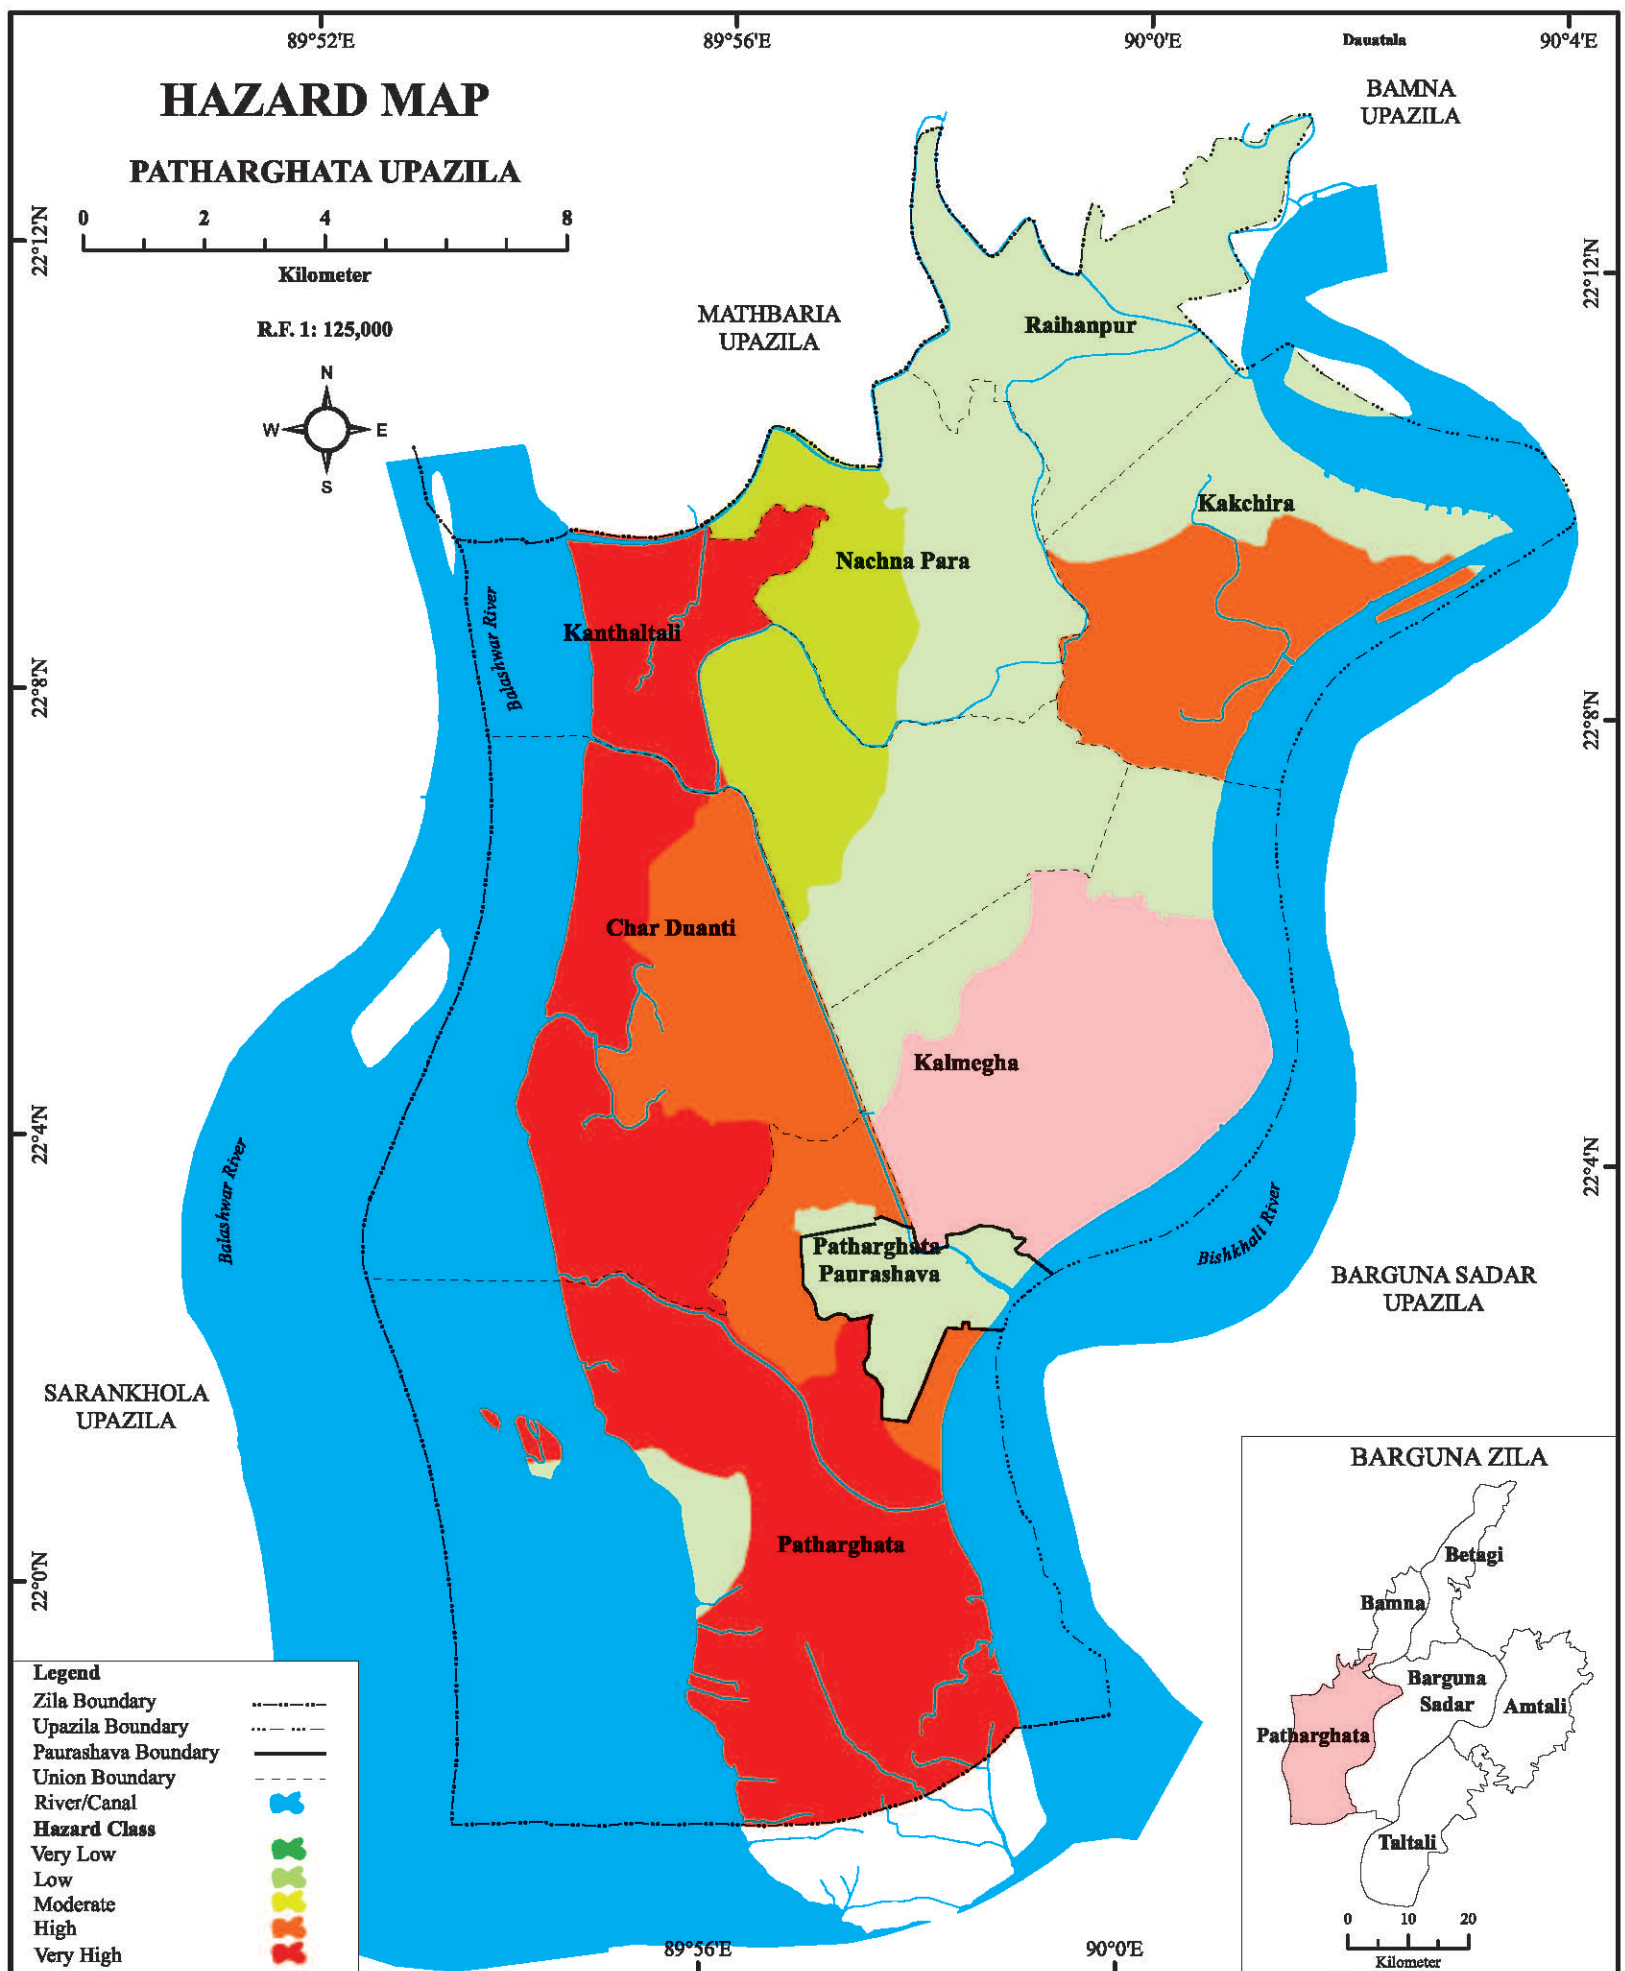 89°52'E
89°56'E
90°0'E
Dauatala
90°4'E
HAZARD MAP
PATHARGHATA UPAZILA
0 2 4 8
Kilometer
R.F. 1: 125,000
N
W E
S
BAMNA
UPAZILA
22°12'N
22°12'N
MATHBARIA
UPAZILA
Raihanpur
Kakchira
Nachna Para
Kanthaltali
Balashwar River
22°8'N
22°8'N
Char Duanti
Kalmegha
22°4'N
22°4'N
Balashwar River
Bishkhali River
Patharghata
Paurashava
BARGUNA SADAR
UPAZILA
SARANKHOLA
UPAZILA
Patharghata
22°0'N
Legend
Zila Boundary
Upazila Boundary
Paurashava Boundary
Union Boundary
River/Canal
Hazard Class
Very Low
Low
Moderate
High
Very High
89°56'E
90°0'E
BARGUNA ZILA
Betagi
Bamna
Barguna
Sadar
Amtali
Patharghata
Taltali
0 10 20
Kilometer